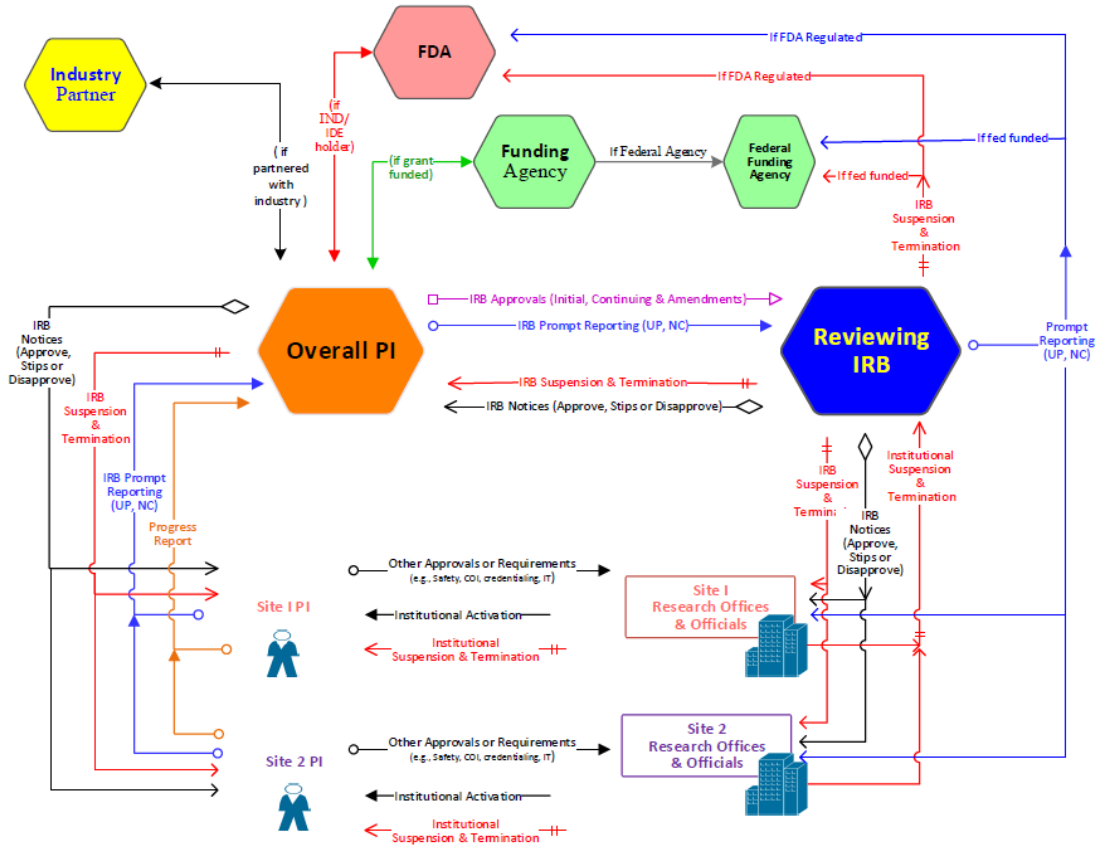 FDA
Industry
Partner
If FDA Regulated
If FDA Regulated
(if
IND/
IDE
holder)
( if
partnered
with
industry )
(if grant
funded)
Funding
Agency
If Federal Agency
Federal
Funding
Agency
If fed funded
If fed funded
IRB
Suspension
&
Termination
Overall PI
IRB Approvals (Initial, Continuing & Amendments)
IRB Prompt Reporting (UP, NC)
IRB Suspension & Termination
IRB Notices (Approve, Stips or Disapprove)
Reviewing
IRB
Prompt
Reporting
(UP, NC)
IRB
Notices
(Approve,
Stips or
Disapprove)
IRB
Suspension
&
Termination
IRB Prompt
Reporting
(UP, NC)
Progress
Report
IRB
Suspension
&
Termin
IRB
Notices
(Approve,
Stips or
Disapprove)
Institutional
Suspension
&
Termination
Site I PI
Other Approvals or Requirements
(e.g., Safety, COI, credentialing, IT)
Institutional Activation
Institutional
Suspension & Termination
Site I
Research Offices
& Officials
Site 2 PI
Other Approvals or Requirements
(e.g., Safety, COI, credentialing, IT)
Institutional Activation
Institutional
Suspension & Termination
Site 2
Research Offices
& Officials